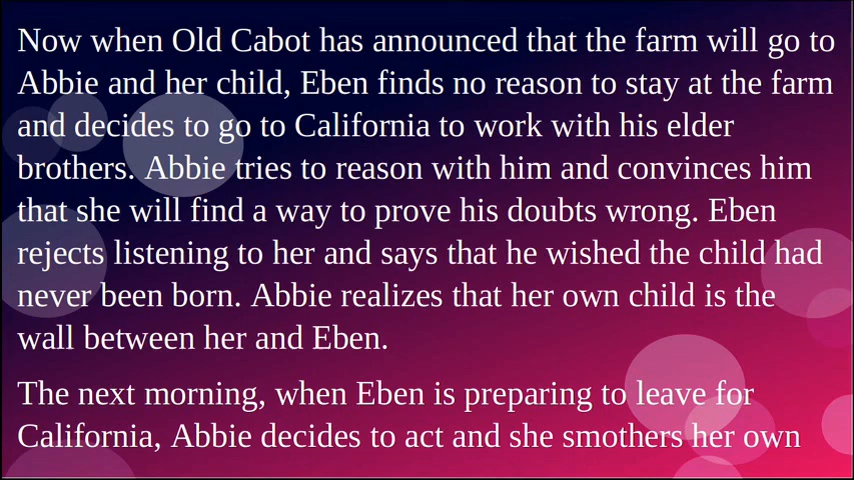 Now when Old Cabot has announced that the farm will go to
Abbie and her child, Eben finds no reason to stay at the farm
and decides to go to California to work with his elder
brothers. Abbie tries to reason with him and convinces him
that she will find a way to prove his doubts wrong. Eben
rejects listening to her and says that he wished the child had
never been born. Abbie realizes that her own child is the
wall between her and Eben.
The next morning, when Eben is preparing to leave for
California, Abbie decides to act and she smothers her own